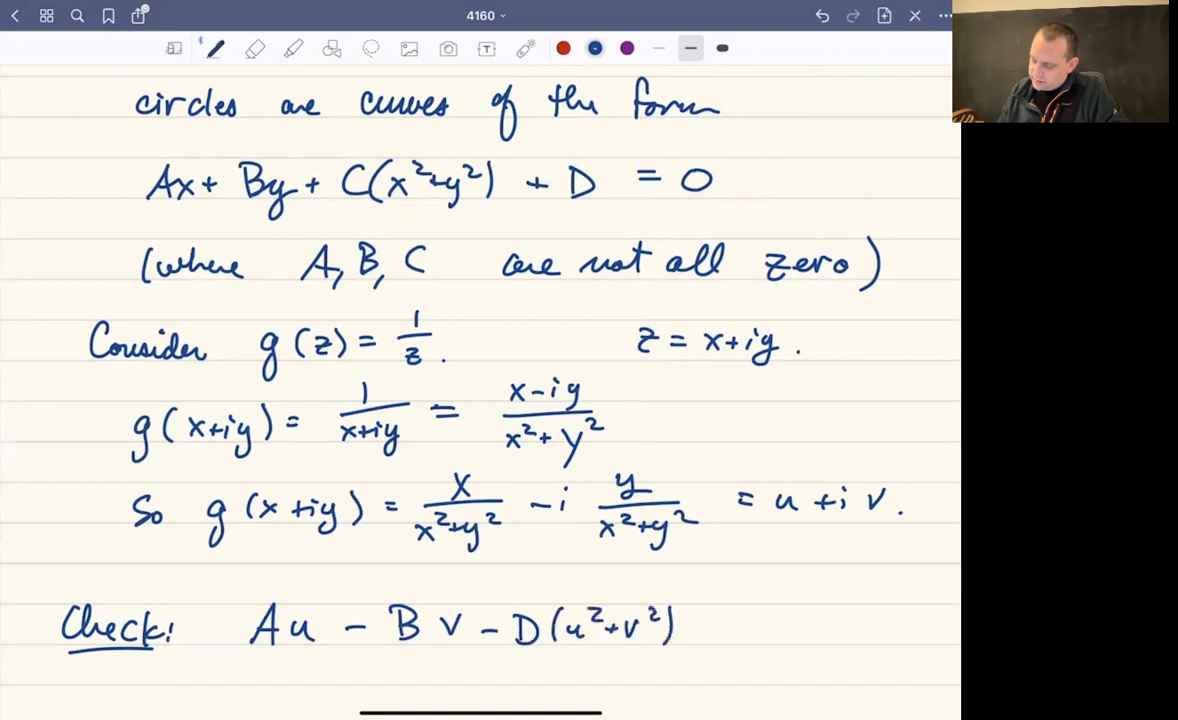 4160
circles are curves of the form
Ax + By + C(x²+y²) + D = 0
(where A, B, C are not all zero)
Consider g(z) = 1/z. z = x+iy.
g(x+iy) = 1/(x+iy) = (x-iy)/(x²+y²)
So g(x+iy) = x/(x²+y²) - i y/(x²+y²) = u + i v.
Check: Au - Bv - D(u²+v²)